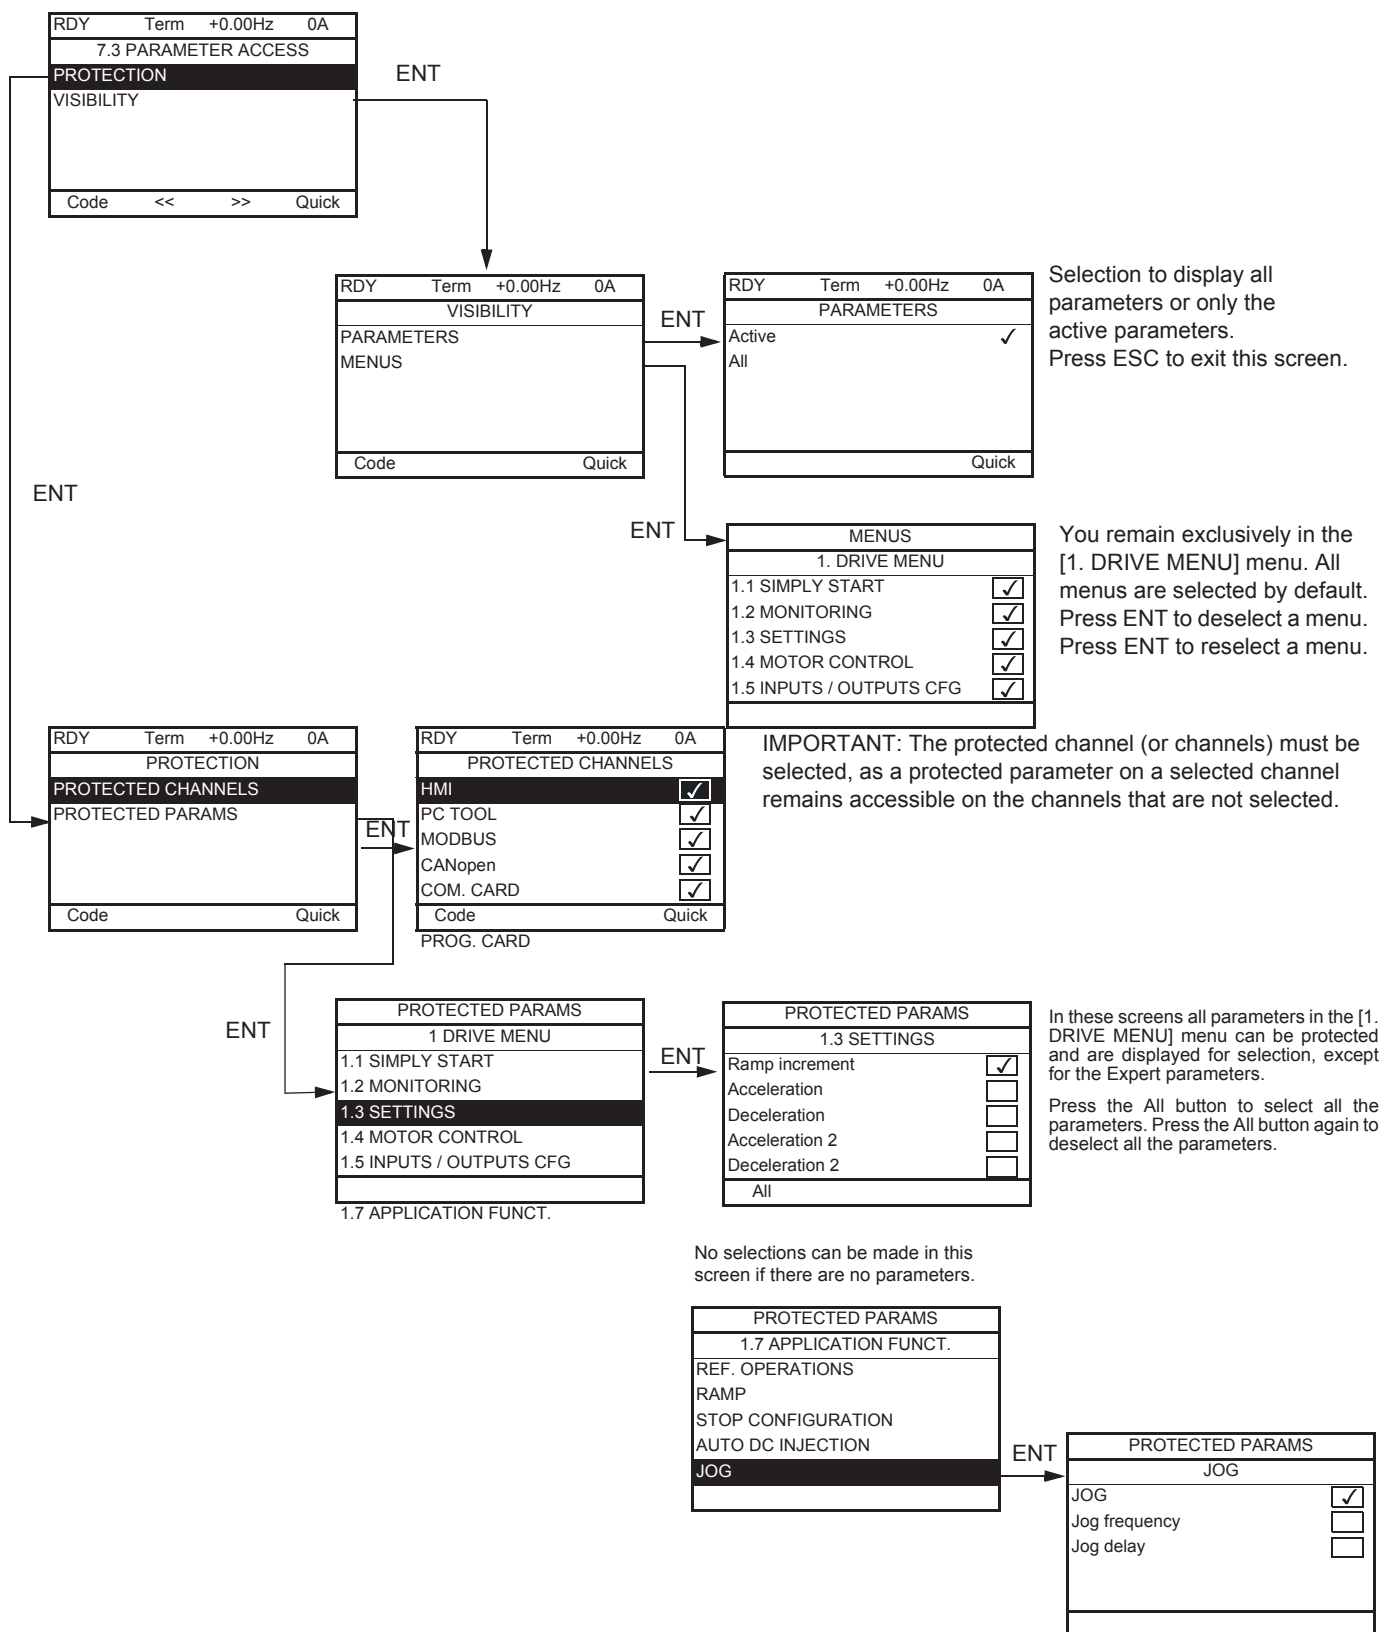 RDY Term +0.00Hz 0A
7.3 PARAMETER ACCESS
PROTECTION
VISIBILITY
Code << >> Quick
ENT
RDY Term +0.00Hz 0A
VISIBILITY
PARAMETERS
MENUS
Code Quick
ENT
RDY Term +0.00Hz 0A
PARAMETERS
Active ✓
All
Quick
Selection to display all
parameters or only the
active parameters.
Press ESC to exit this screen.
ENT
ENT
MENUS
1. DRIVE MENU
1.1 SIMPLY START ✓
1.2 MONITORING ✓
1.3 SETTINGS ✓
1.4 MOTOR CONTROL ✓
1.5 INPUTS / OUTPUTS CFG ✓
You remain exclusively in the
[1. DRIVE MENU] menu. All
menus are selected by default.
Press ENT to deselect a menu.
Press ENT to reselect a menu.
RDY Term +0.00Hz 0A
PROTECTION
PROTECTED CHANNELS
PROTECTED PARAMS
Code Quick
ENT
RDY Term +0.00Hz 0A
PROTECTED CHANNELS
HMI ✓
PC TOOL ✓
MODBUS ✓
CANopen ✓
COM. CARD ✓
Code Quick
PROG. CARD
IMPORTANT: The protected channel (or channels) must be
selected, as a protected parameter on a selected channel
remains accessible on the channels that are not selected.
ENT
PROTECTED PARAMS
1 DRIVE MENU
1.1 SIMPLY START
1.2 MONITORING
1.3 SETTINGS
1.4 MOTOR CONTROL
1.5 INPUTS / OUTPUTS CFG
1.7 APPLICATION FUNCT.
ENT
PROTECTED PARAMS
1.3 SETTINGS
Ramp increment ✓
Acceleration
Deceleration
Acceleration 2
Deceleration 2
All
In these screens all parameters in the [1.
DRIVE MENU] menu can be protected
and are displayed for selection, except
for the Expert parameters.
Press the All button to select all the
parameters. Press the All button again to
deselect all the parameters.
No selections can be made in this
screen if there are no parameters.
PROTECTED PARAMS
1.7 APPLICATION FUNCT.
REF. OPERATIONS
RAMP
STOP CONFIGURATION
AUTO DC INJECTION
JOG
ENT
PROTECTED PARAMS
JOG
JOG ✓
Jog frequency
Jog delay